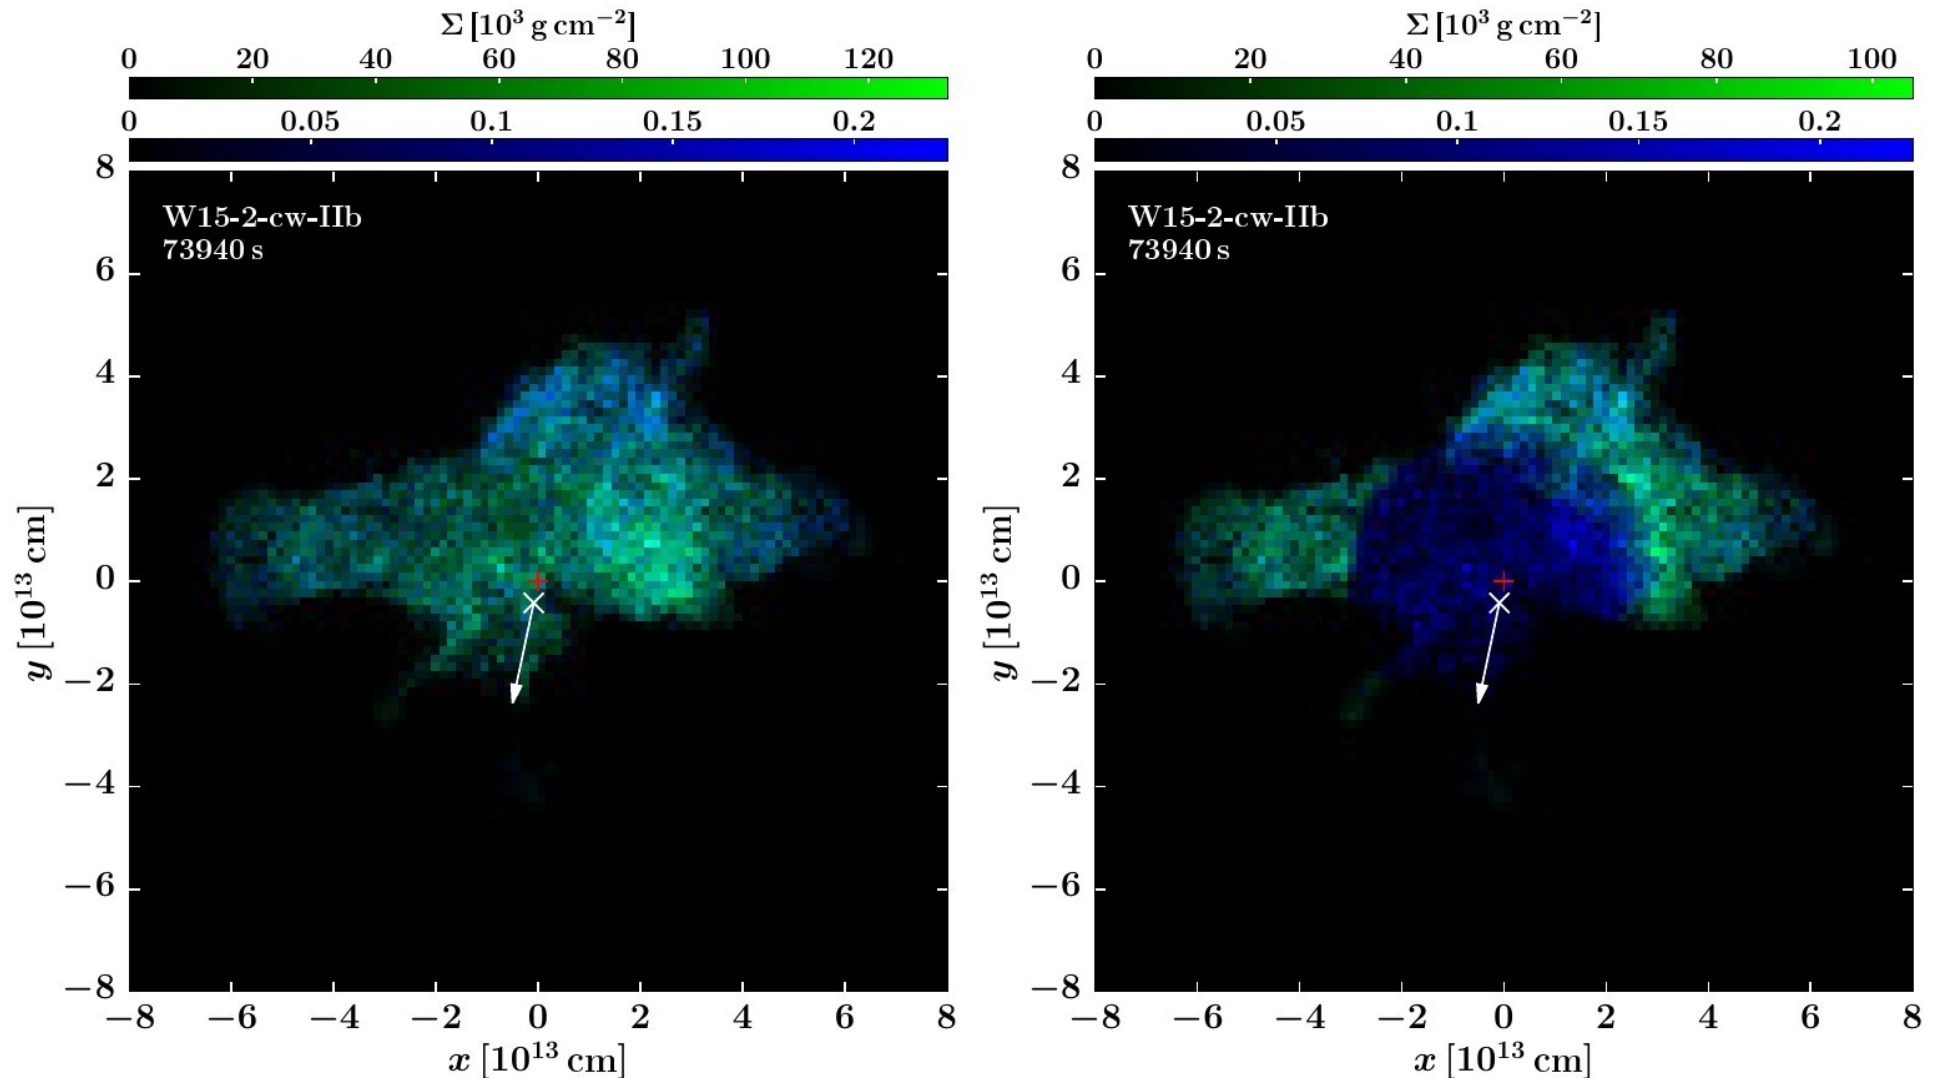 Σ [10³ g cm⁻²]
0 20 40 60 80 100 120
0 0.05 0.1 0.15 0.2
W15-2-cw-IIb
73940 s
8
6
4
2
0
−2
−4
−6
−8
y [10¹³ cm]
−8 −6 −4 −2 0 2 4 6 8
x [10¹³ cm]
Σ [10³ g cm⁻²]
0 20 40 60 80 100
0 0.05 0.1 0.15 0.2
W15-2-cw-IIb
73940 s
8
6
4
2
0
−2
−4
−6
−8
y [10¹³ cm]
−8 −6 −4 −2 0 2 4 6 8
x [10¹³ cm]